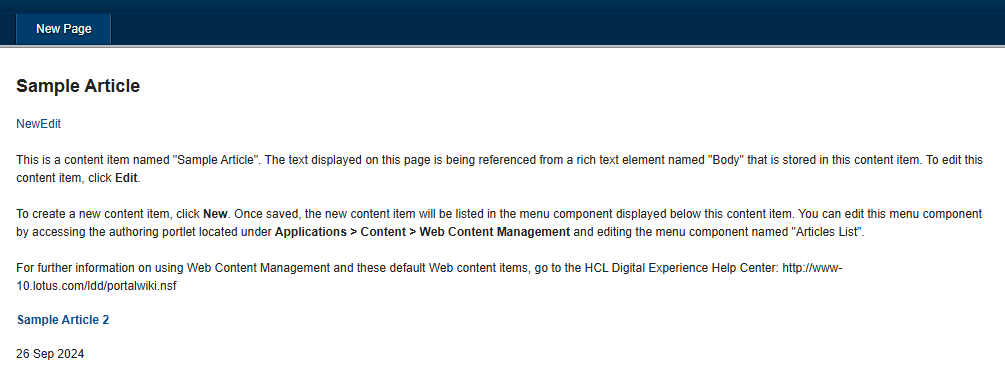 New Page
Sample Article
NewEdit
This is a content item named "Sample Article". The text displayed on this page is being referenced from a rich text element named "Body" that is stored in this content item. To edit this
content item, click Edit.
To create a new content item, click New. Once saved, the new content item will be listed in the menu component displayed below this content item. You can edit this menu component
by accessing the authoring portlet located under Applications > Content > Web Content Management and editing the menu component named "Articles List".
For further information on using Web Content Management and these default Web content items, go to the HCL Digital Experience Help Center: http://www-
10.lotus.com/ldd/portalwiki.nsf
Sample Article 2
26 Sep 2024